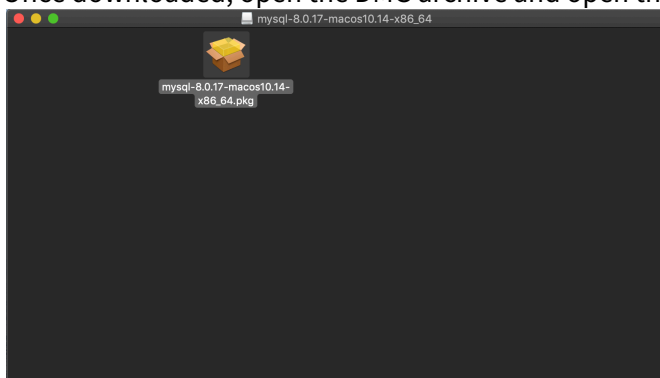 Once downloaded, open the DMG archive and open th
mysql-8.0.17-macos10.14-x86_64
mysql-8.0.17-macos10.14-
x86_64.pkg